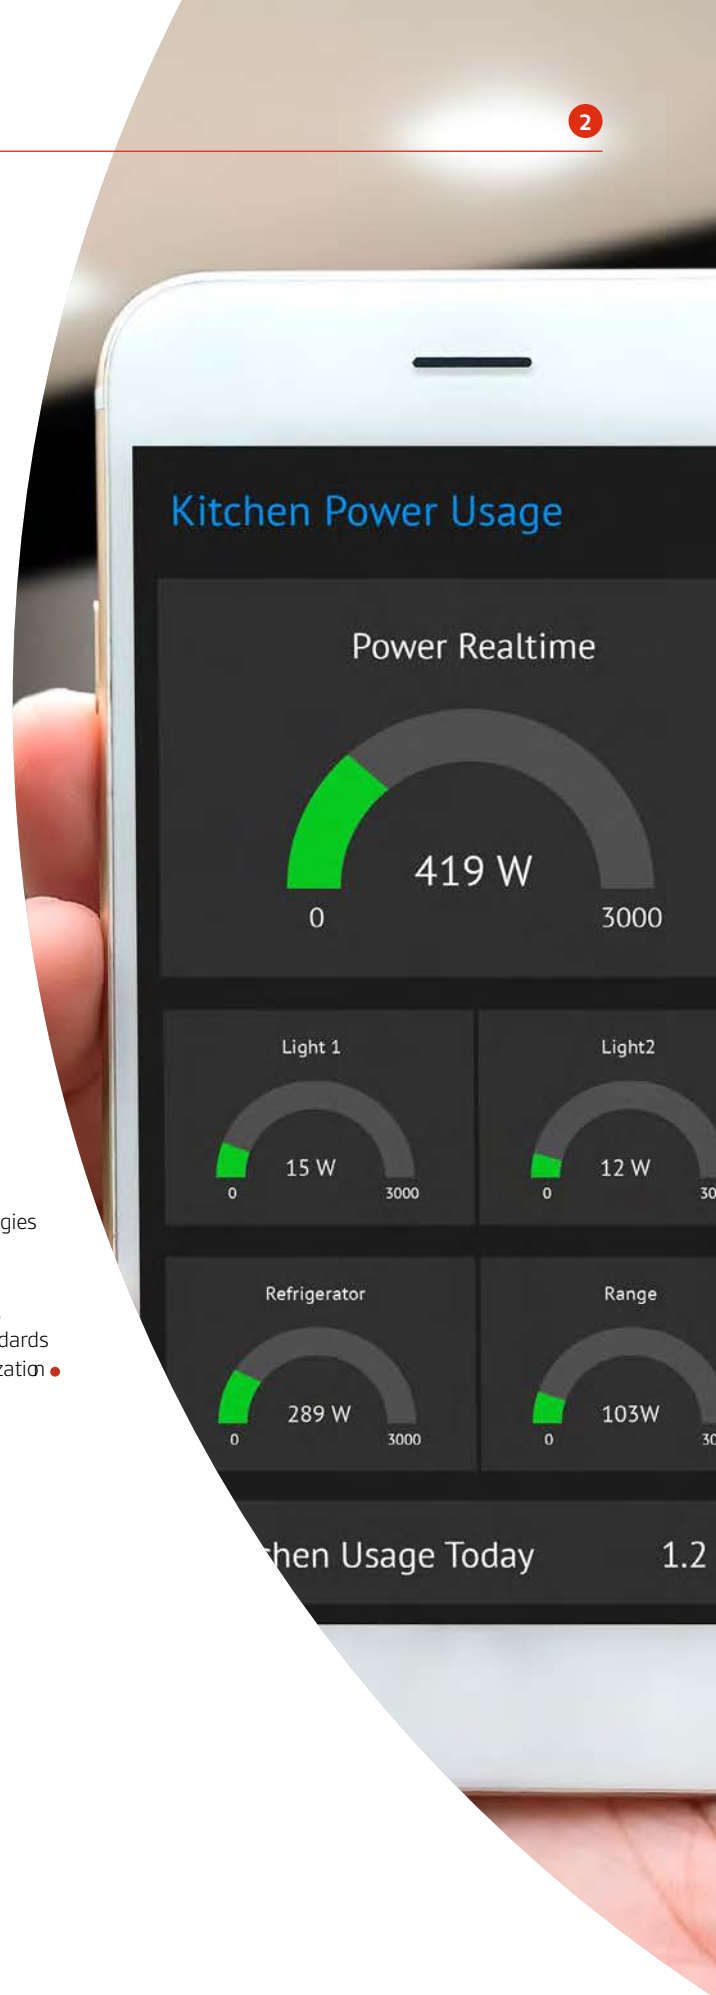 2
Kitchen Power Usage
Power Realtime
419 W
0 3000
Light 1 Light2
15 W 12 W
0 3000 0
gies
Refrigerator Range
dards
zation
289 W 103W
0 3000 0
Usage Today 1.2